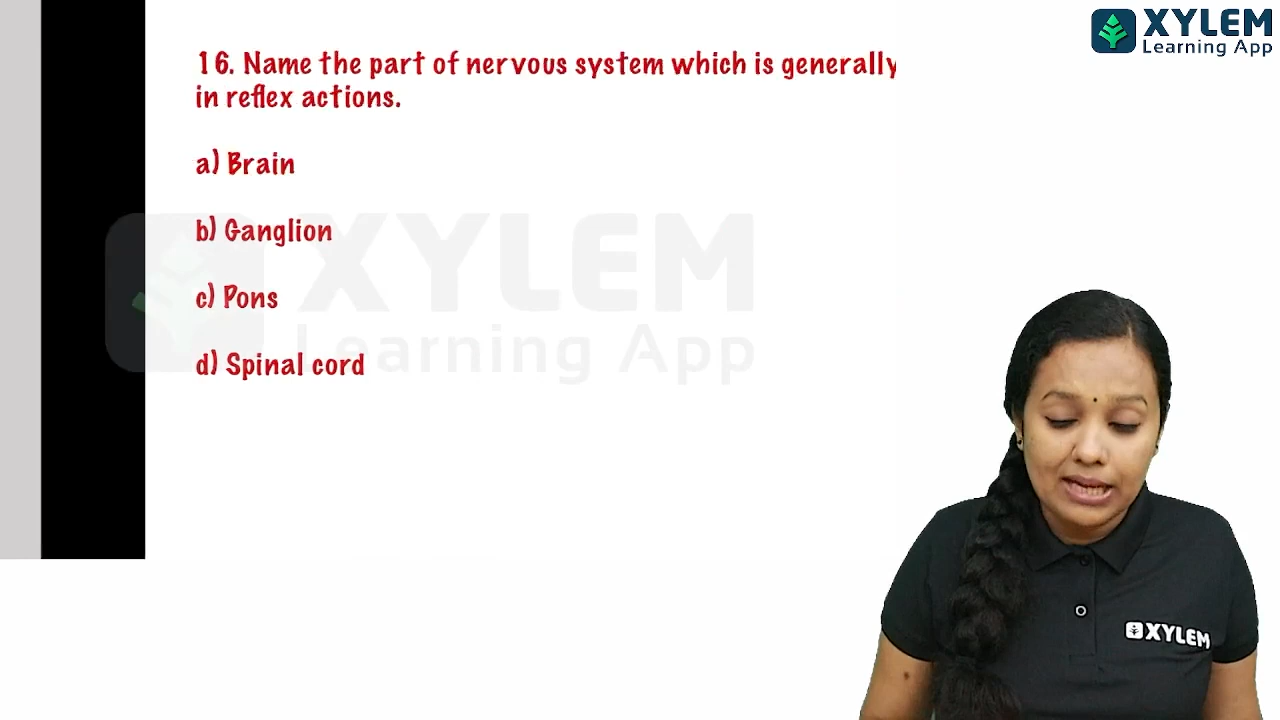 XYLEM
Learning App
16. Name the part of nervous system which is generally
in reflex actions.
a) Brain
b) Ganglion
c) Pons
d) Spinal cord
XYLEM
Learning App
XYLEM